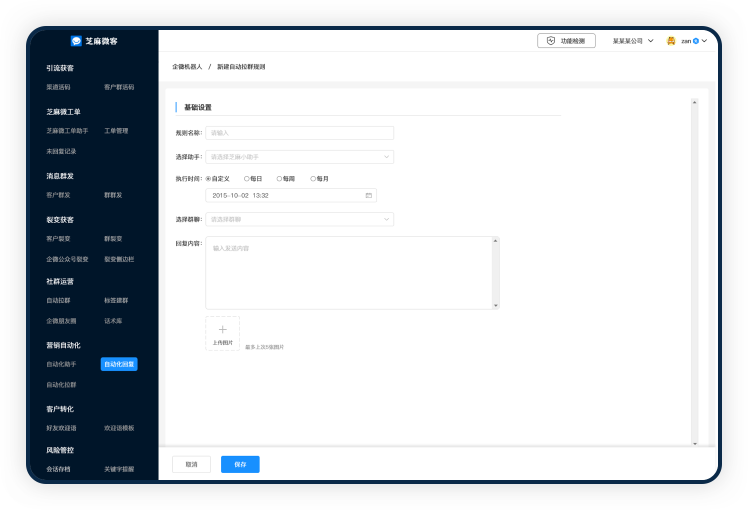 芝麻微客
功能检测
某某某公司
zan
引流获客
渠道活码 客户群活码
芝麻微工单
芝麻微工单助手 工单管理
未回复记录
消息群发
客户群发 群群发
裂变获客
客户裂变 群裂变
企微公众号裂变 裂变侧边栏
社群运营
自动拉群 标签建群
企微朋友圈 话术库
营销自动化
自动化助手 自动化回复
自动化拉群
客户转化
好友欢迎语 欢迎语模板
风险管控
会话存档 关键字提醒
企微机器人 / 新建自动拉群规则
基础设置
规则名称: 请输入
选择助手: 请选择芝麻小助手
执行时间: 自定义 每日 每周 每月
2015-10-02 13:32
选择群聊: 请选择群聊
回复内容: 输入发送内容
上传图片
最多上次5张图片
取消 保存